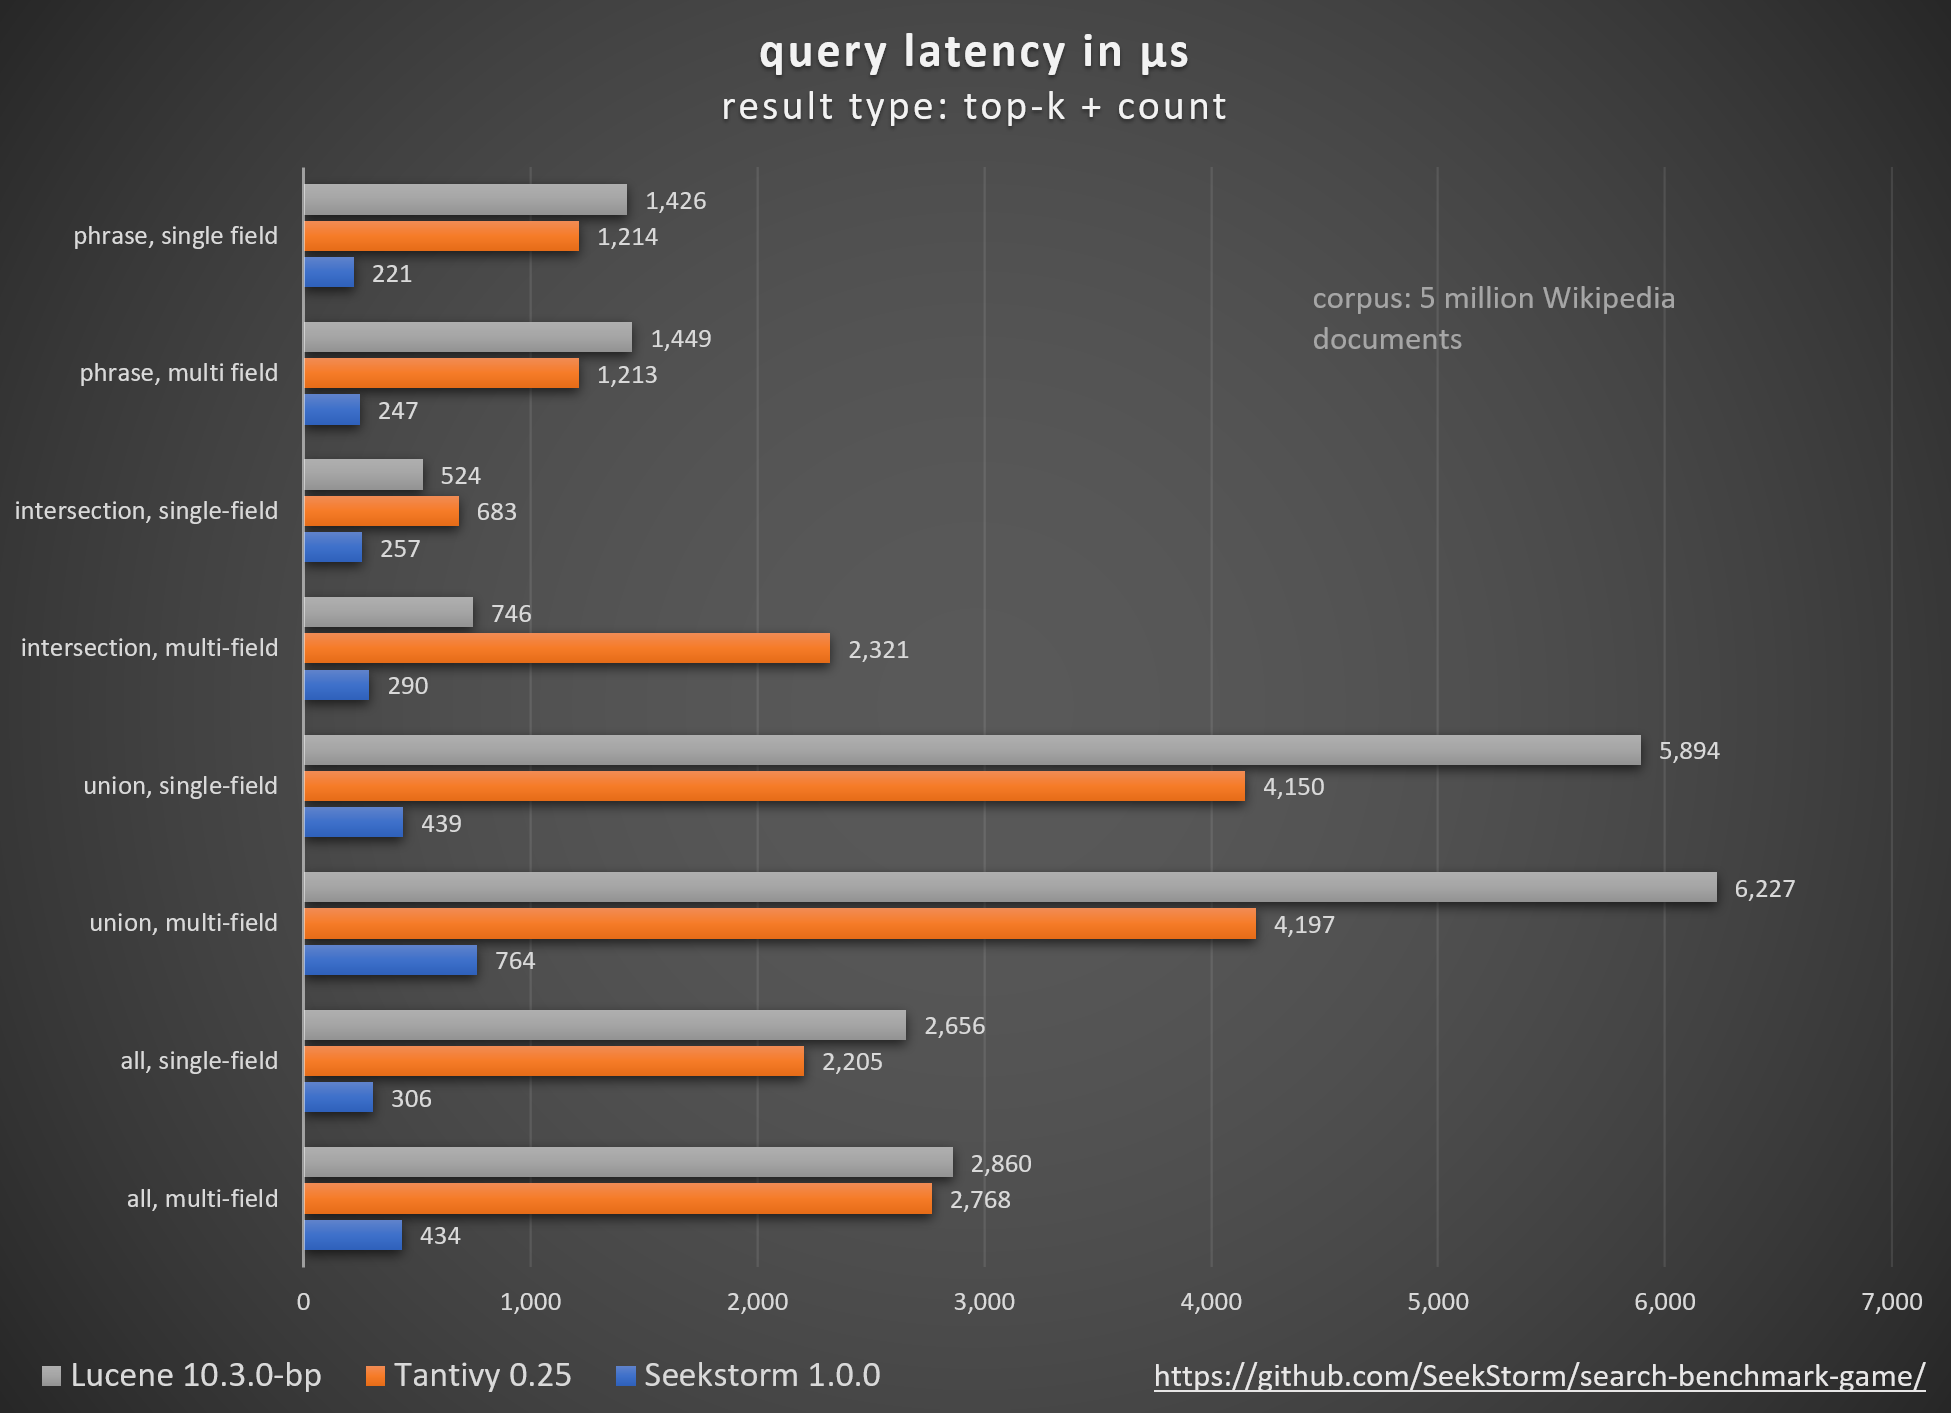 query latency in µs
result type: top-k + count
corpus: 5 million Wikipedia
documents
phrase, single field
1,426
1,214
221
phrase, multi field
1,449
1,213
247
intersection, single-field
524
683
257
intersection, multi-field
746
2,321
290
union, single-field
5,894
4,150
439
union, multi-field
6,227
4,197
764
all, single-field
2,656
2,205
306
all, multi-field
2,860
2,768
434
0 1,000 2,000 3,000 4,000 5,000 6,000 7,000
Lucene 10.3.0-bp Tantivy 0.25 Seekstorm 1.0.0 https://github.com/SeekStorm/search-benchmark-game/